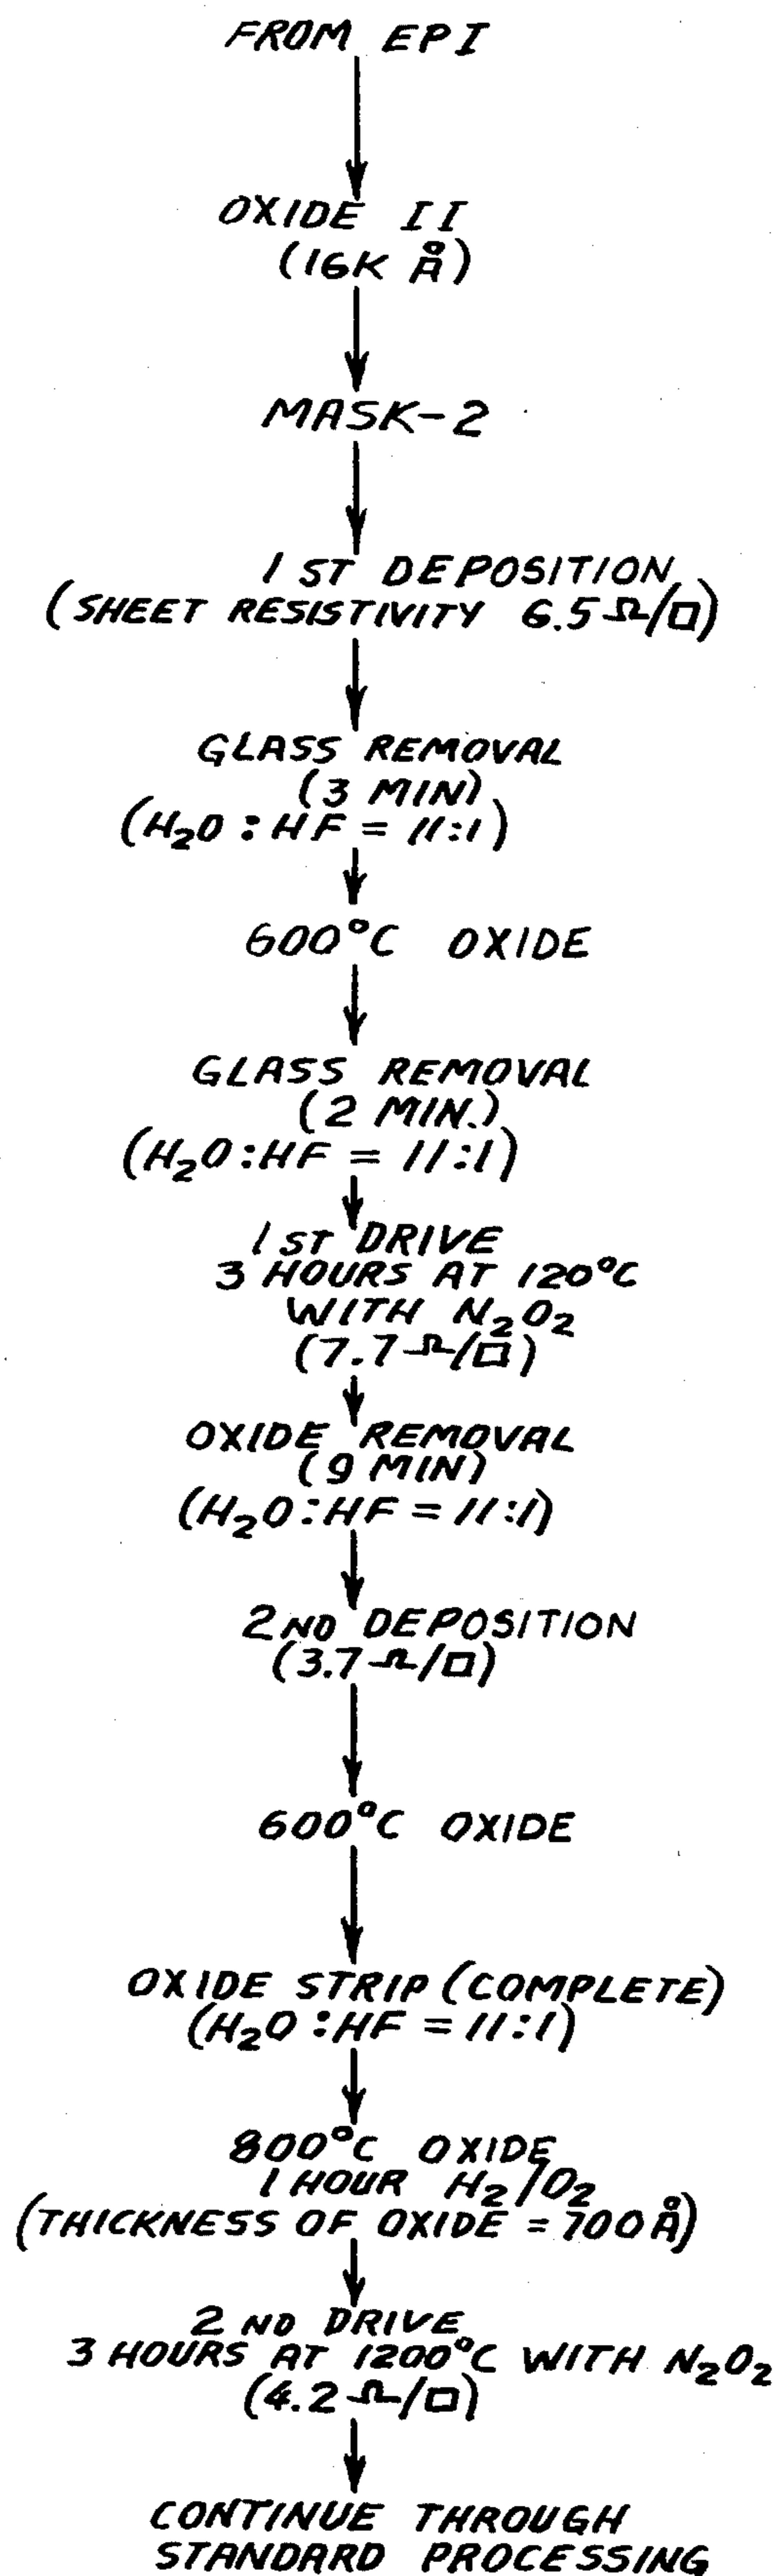 FROM EPI
OXIDE II
(16K Å)
MASK-2
1 ST DEPOSITION
(SHEET RESISTIVITY 6.5 Ω/□)
GLASS REMOVAL
(3 MIN)
(H₂O : HF = 11:1)
600°C OXIDE
GLASS REMOVAL
(2 MIN.)
(H₂O:HF = 11:1)
1 ST DRIVE
3 HOURS AT 120°C
WITH N₂O₂
(7.7 Ω/□)
OXIDE REMOVAL
(9 MIN)
(H₂O:HF = 11:1)
2ND DEPOSITION
(3.7 Ω/□)
600°C OXIDE
OXIDE STRIP (COMPLETE)
(H₂O :HF = 11:1)
800°C OXIDE
1 HOUR H₂/O₂
(THICKNESS OF OXIDE = 700 Å)
2 ND DRIVE
3 HOURS AT 1200°C WITH N₂O₂
(4.2 Ω/□)
CONTINUE THROUGH
STANDARD PROCESSING